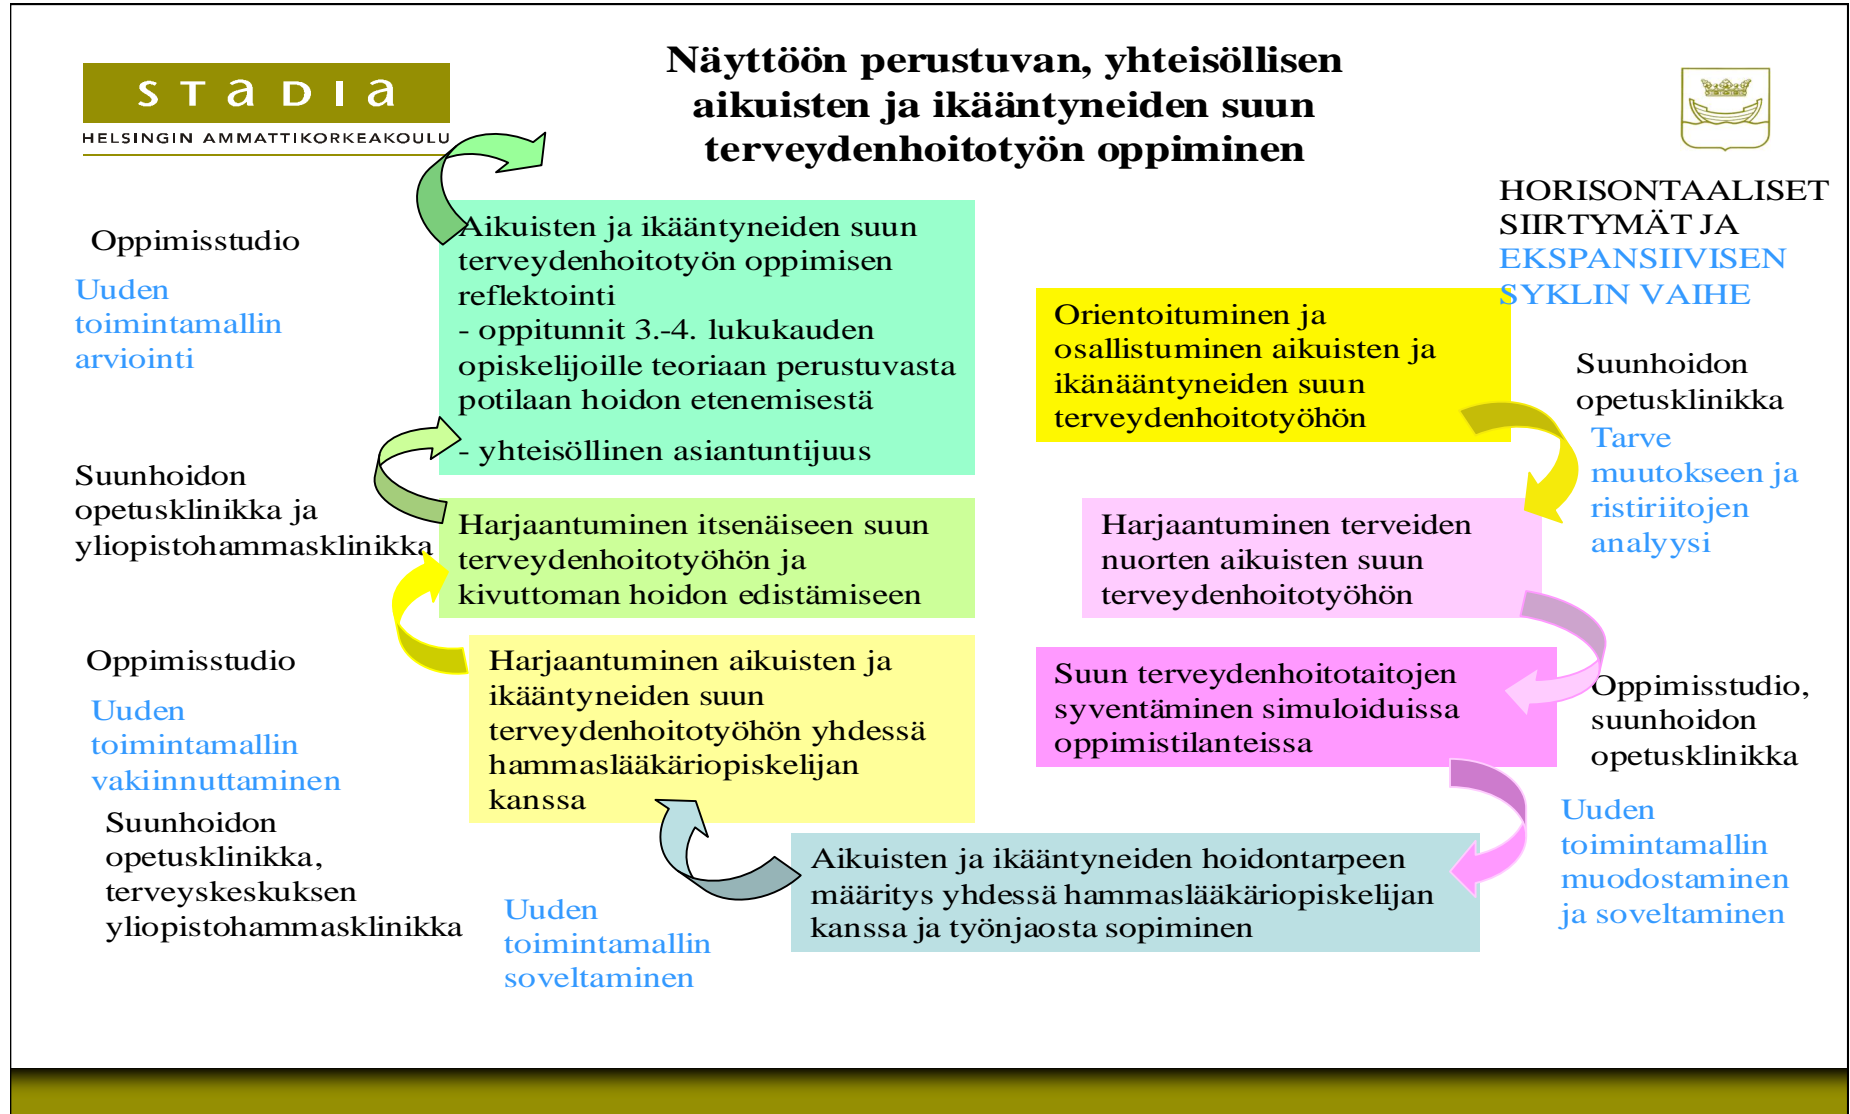 STaDIa
HELSINGIN AMMATTIKORKEAKOULU
Näyttöön perustuvan, yhteisöllisen
aikuisten ja ikääntyneiden suun
terveydenhoitotyön oppiminen
HORISONTAALISET
SIIRTYMÄT JA
EKSPANSIIVISEN
SYKLIN VAIHE
Oppimisstudio
Uuden
toimintamallin
arviointi
Aikuisten ja ikääntyneiden suun
terveydenhoitotyön oppimisen
reflektointi
- oppitunnit 3.-4. lukukauden
opiskelijoille teoriaan perustuvasta
potilaan hoidon etenemisestä
- yhteisöllinen asiantuntijuus
Orientoituminen ja
osallistuminen aikuisten ja
ikänääntyneiden suun
terveydenhoitotyöhön
Suunhoidon
opetusklinikka
Tarve
muutokseen ja
ristiriitojen
analyysi
Suunhoidon
opetusklinikka ja
yliopistohammasklinikka
Harjaantuminen itsenäiseen suun
terveydenhoitotyöhön ja
kivuttoman hoidon edistämiseen
Harjaantuminen terveiden
nuorten aikuisten suun
terveydenhoitotyöhön
Oppimisstudio
Uuden
toimintamallin
vakiinnuttaminen
Harjaantuminen aikuisten ja
ikääntyneiden suun
terveydenhoitotyöhön yhdessä
hammaslääkäriopiskelijan
kanssa
Suun terveydenhoitotaitojen
syventäminen simuloiduissa
oppimistilanteissa
Oppimisstudio,
suunhoidon
opetusklinikka
Suunhoidon
opetusklinikka,
terveyskeskuksen
yliopistohammasklinikka
Uuden
toimintamallin
soveltaminen
Aikuisten ja ikääntyneiden hoidontarpeen
määritys yhdessä hammaslääkäriopiskelijan
kanssa ja työnjaosta sopiminen
Uuden
toimintamallin
muodostaminen
ja soveltaminen